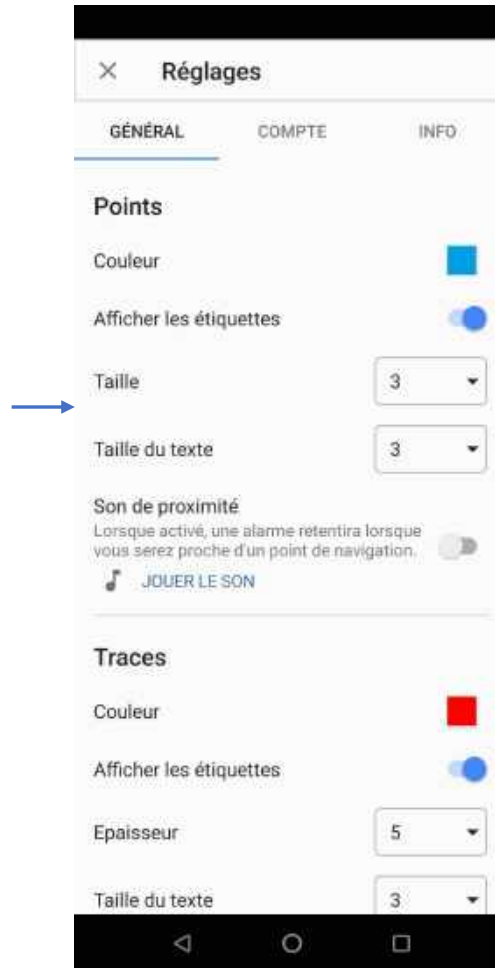 Réglages
GÉNÉRAL COMPTE INFO
Points
Couleur
Afficher les étiquettes
Taille 3
Taille du texte 3
Son de proximité
Lorsque activé, une alarme retentira lorsque
vous serez proche d'un point de navigation.
JOUER LE SON
Traces
Couleur
Afficher les étiquettes
Epaisseur 5
Taille du texte 3